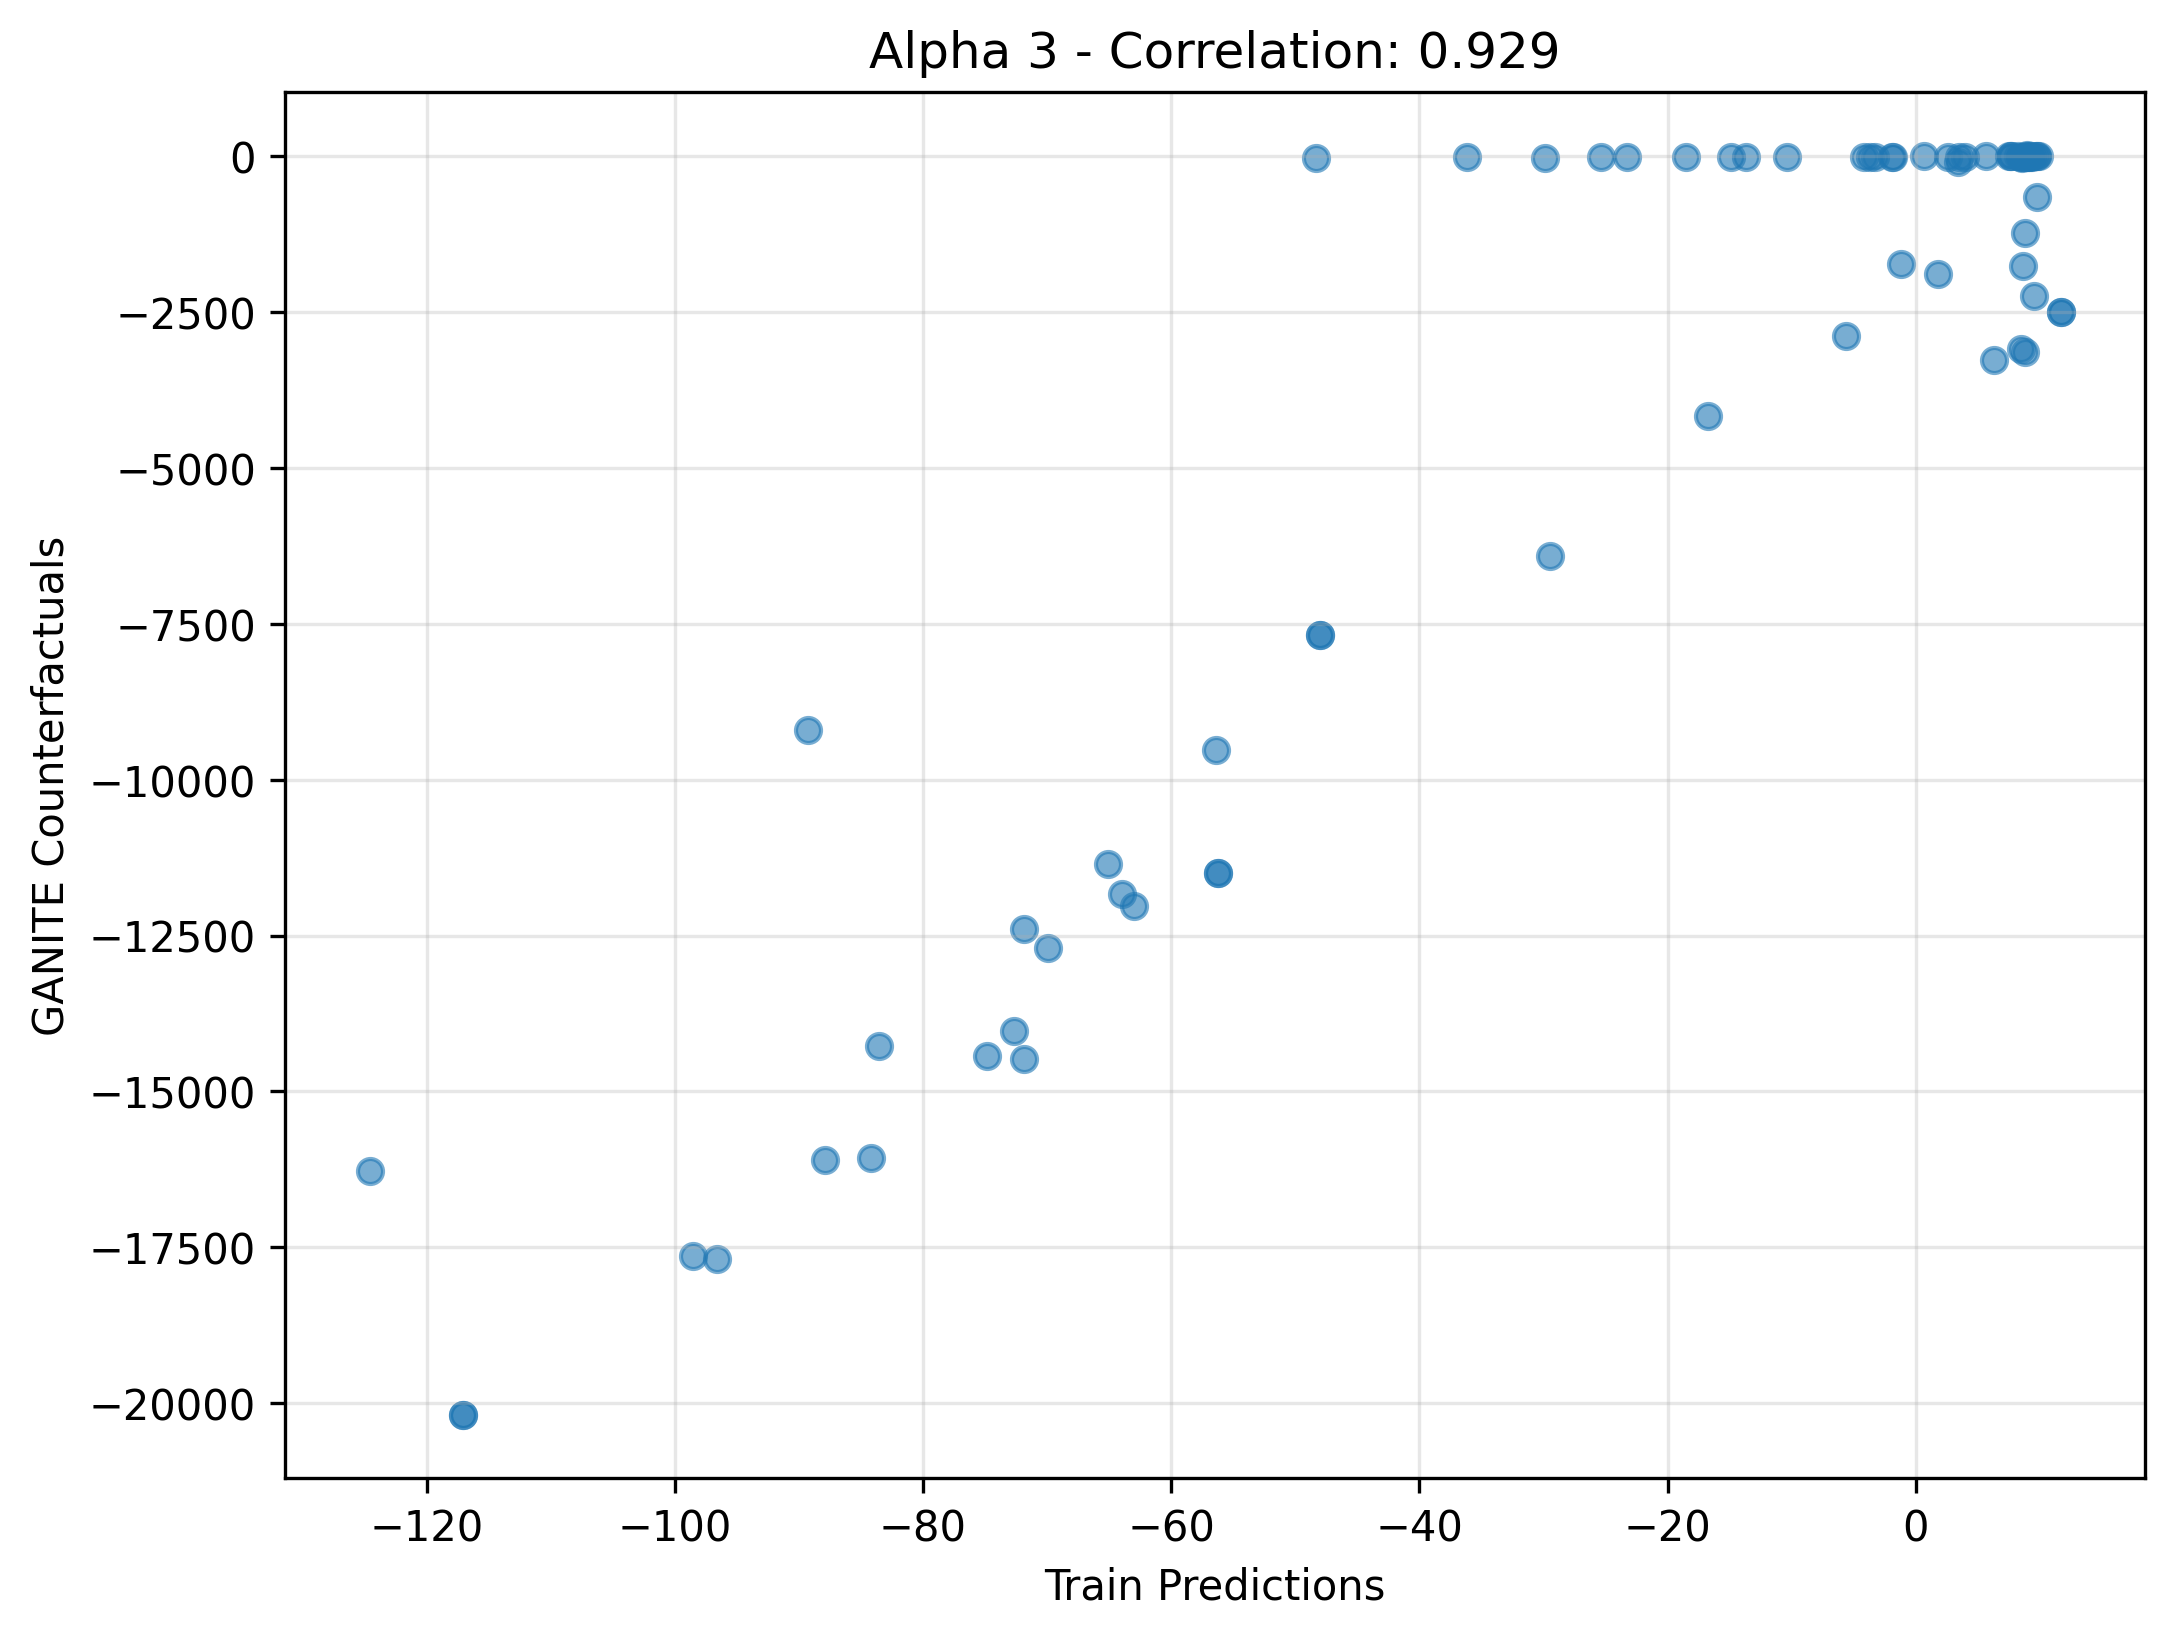 Alpha 3 - Correlation: 0.929
0
−2500
−5000
−7500
−10000
−12500
−15000
−17500
−20000
GANITE Counterfactuals
−120 −100 −80 −60 −40 −20 0
Train Predictions